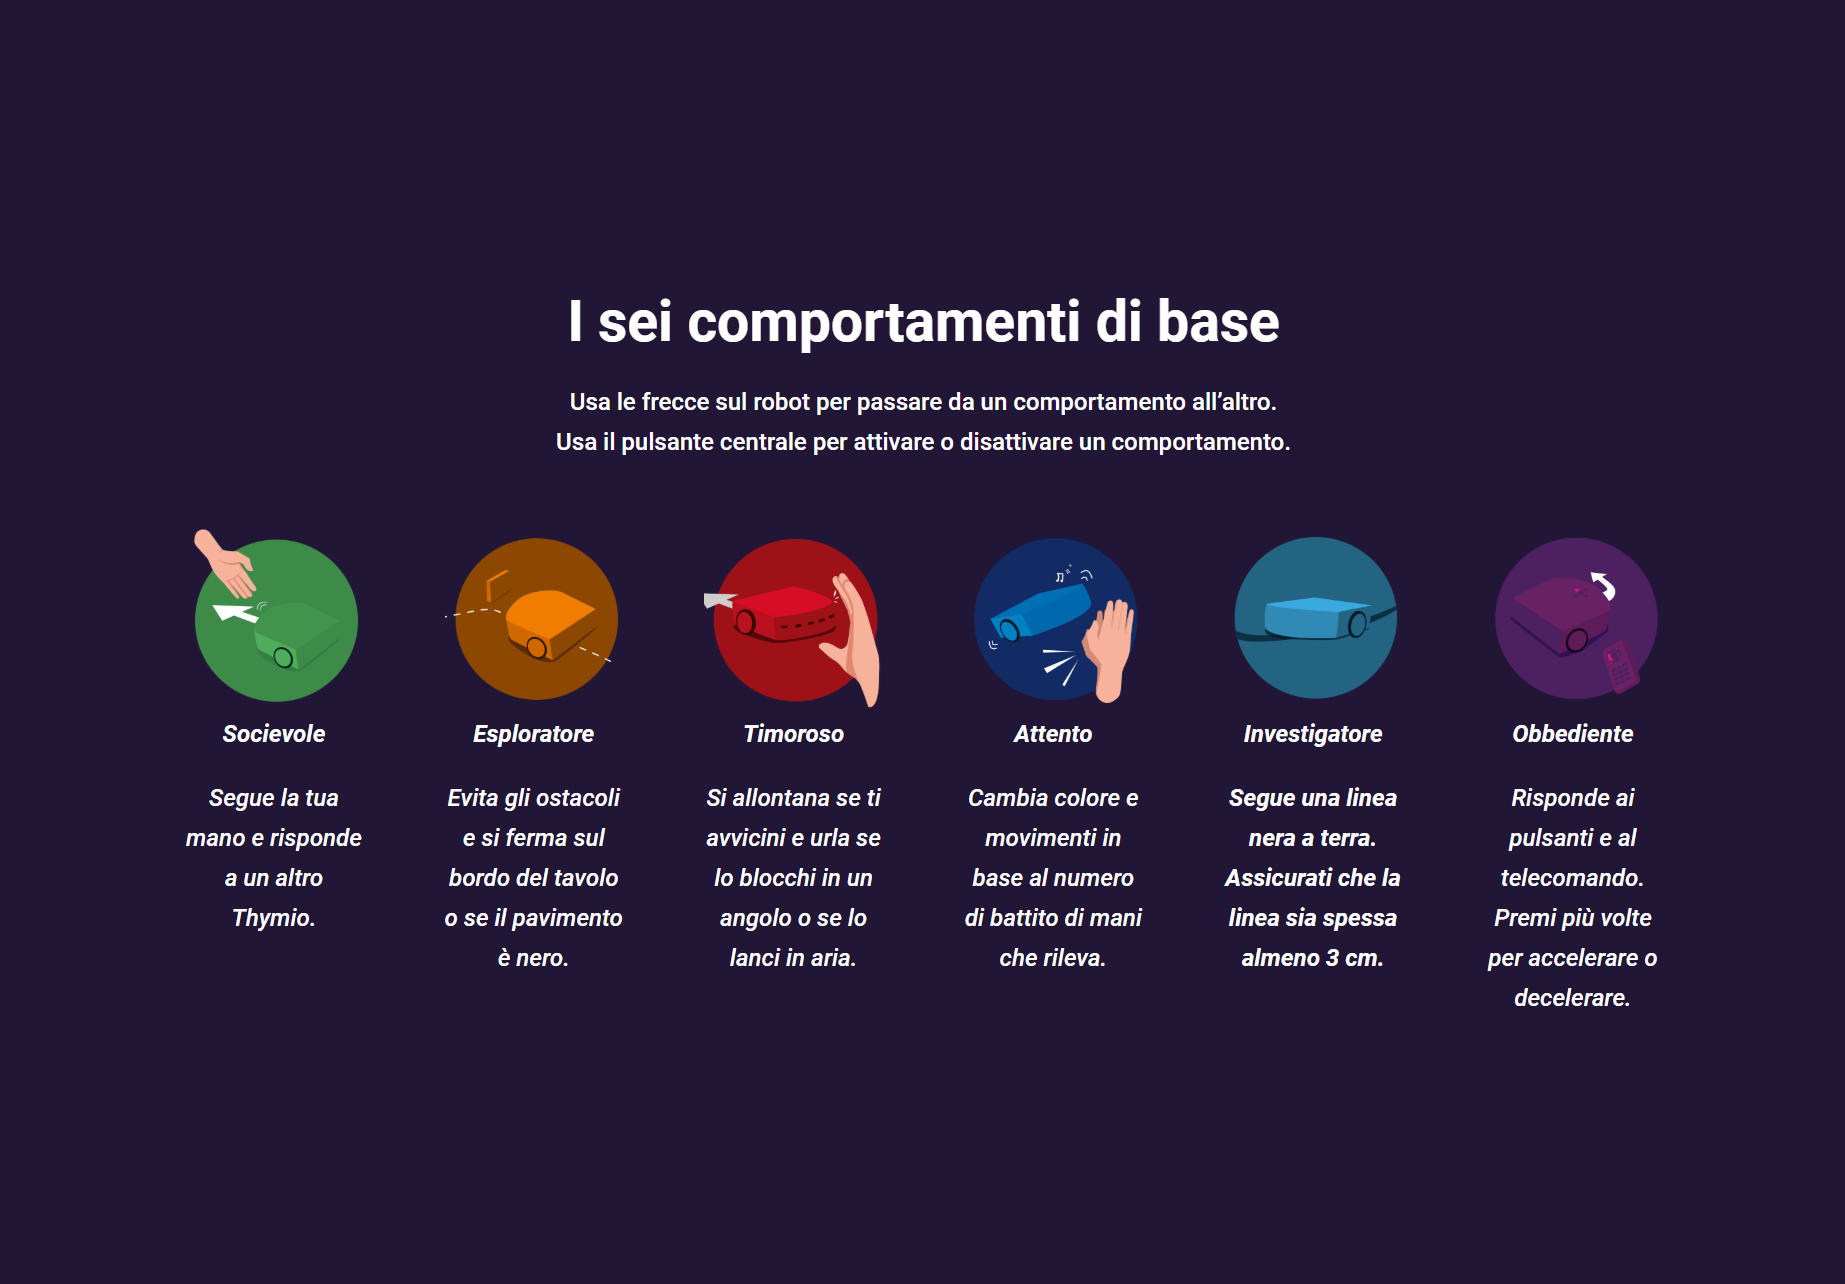 I sei comportamenti di base
Usa le frecce sul robot per passare da un comportamento all’altro.
Usa il pulsante centrale per attivare o disattivare un comportamento.
Socievole
Segue la tua
mano e risponde
a un altro
Thymio.
Esploratore
Evita gli ostacoli
e si ferma sul
bordo del tavolo
o se il pavimento
è nero.
Timoroso
Si allontana se ti
avvicini e urla se
lo blocchi in un
angolo o se lo
lanci in aria.
Attento
Cambia colore e
movimenti in
base al numero
di battito di mani
che rileva.
Investigatore
Segue una linea
nera a terra.
Assicurati che la
linea sia spessa
almeno 3 cm.
Obbediente
Risponde ai
pulsanti e al
telecomando.
Premi più volte
per accelerare o
decelerare.